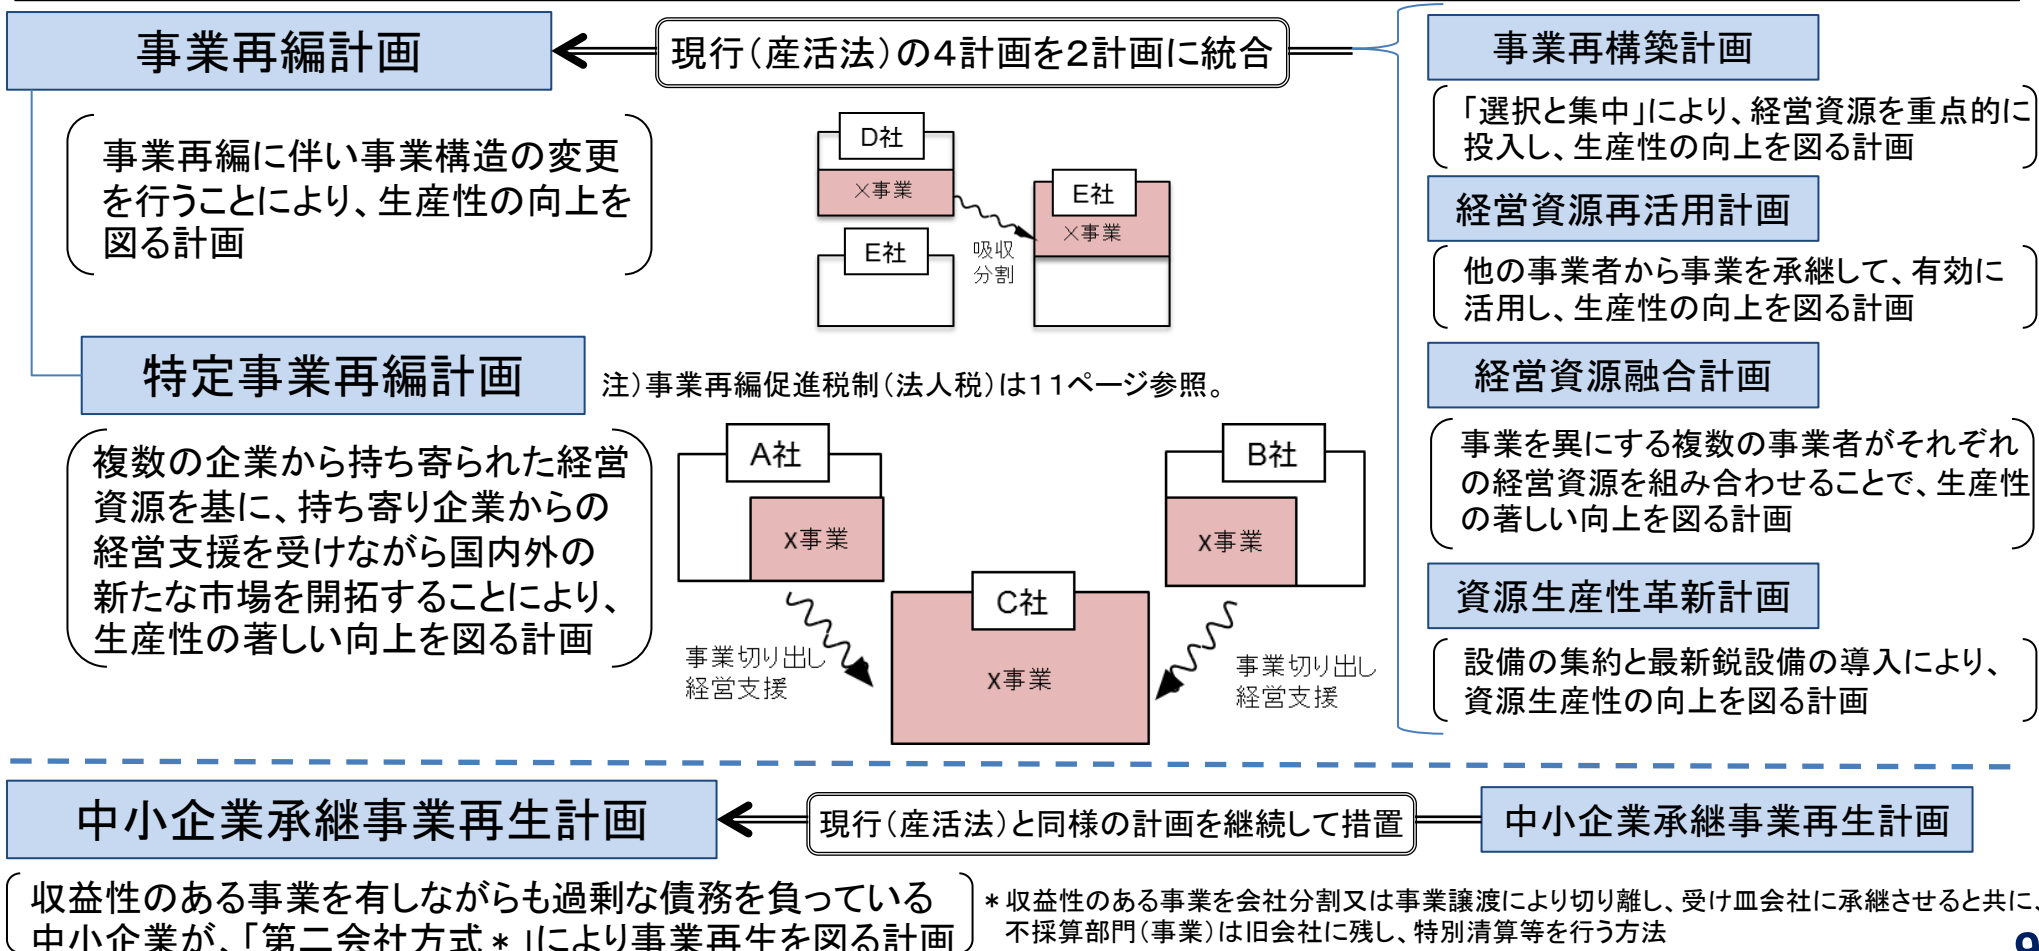 事業再編計画
現行(産活法)の4計画を2計画に統合
事業再編に伴い事業構造の変更
を行うことにより、生産性の向上を
図る計画
D社
×事業
E社
E社
×事業
吸収
分割
特定事業再編計画
注)事業再編促進税制(法人税)は11ページ参照。
複数の企業から持ち寄られた経営
資源を基に、持ち寄り企業からの
経営支援を受けながら国内外の
新たな市場を開拓することにより、
生産性の著しい向上を図る計画
A社
x事業
B社
x事業
C社
x事業
事業切り出し
経営支援
事業切り出し
経営支援
事業再構築計画
「選択と集中」により、経営資源を重点的に
投入し、生産性の向上を図る計画
経営資源再活用計画
他の事業者から事業を承継して、有効に
活用し、生産性の向上を図る計画
経営資源融合計画
事業を異にする複数の事業者がそれぞれ
の経営資源を組み合わせることで、生産性
の著しい向上を図る計画
資源生産性革新計画
設備の集約と最新鋭設備の導入により、
資源生産性の向上を図る計画
中小企業承継事業再生計画
現行(産活法)と同様の計画を継続して措置
中小企業承継事業再生計画
収益性のある事業を有しながらも過剰な債務を負っている
中小企業が、「第二会社方式*」により事業再生を図る計画
*収益性のある事業を会社分割又は事業譲渡により切り離し、受け皿会社に承継させると共に、
不採算部門(事業)は旧会社に残し、特別清算等を行う方法
9